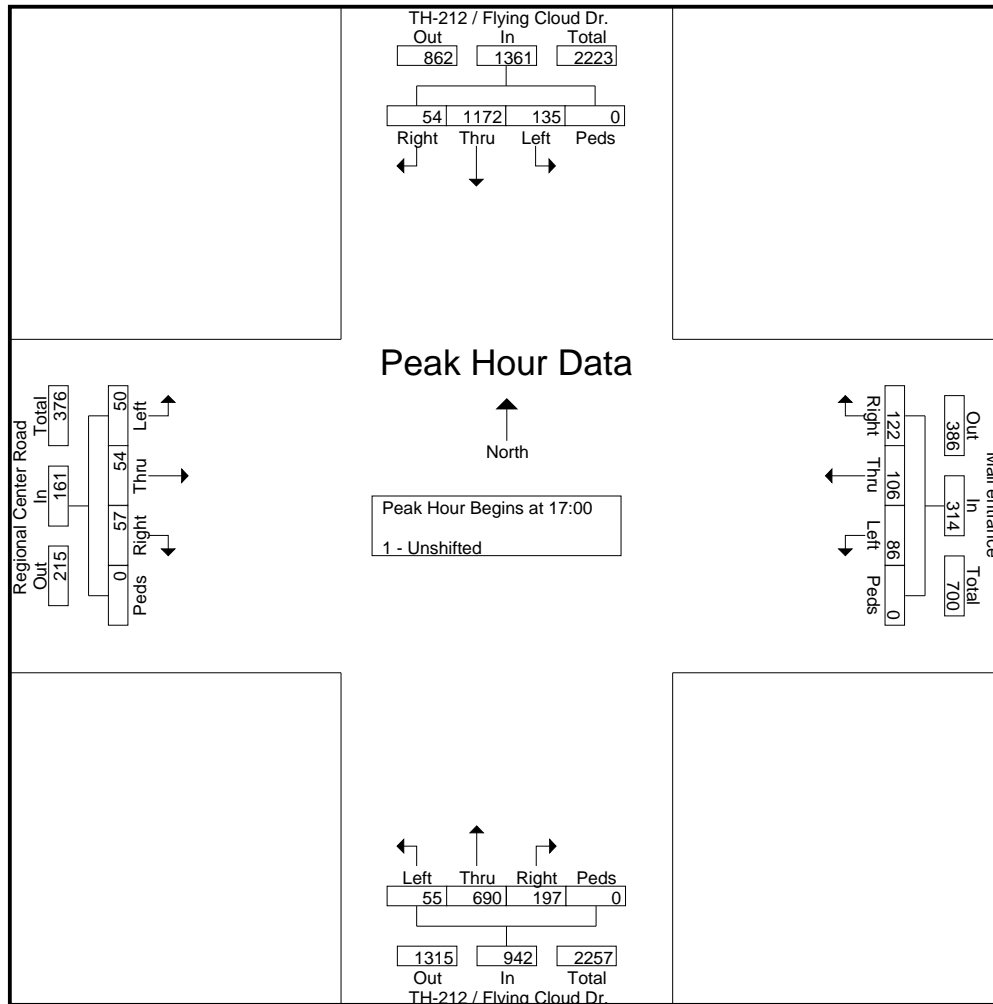 TH-212 / Flying Cloud Dr.
Out In Total
862 1361 2223
54 1172 135 0
Right Thru Left Peds
Peak Hour Data
North
Peak Hour Begins at 17:00
1 - Unshifted
Regional Center Road
Total In Out
376 161 215
50 54 57 0
Left Thru Right Peds
Right Thru Left Peds
122 106 86 0
386 314 700
Out In Total
Main entrance
Left Thru Right Peds
55 690 197 0
1315 942 2257
Out In Total
TH-212 / Flying Cloud Dr.